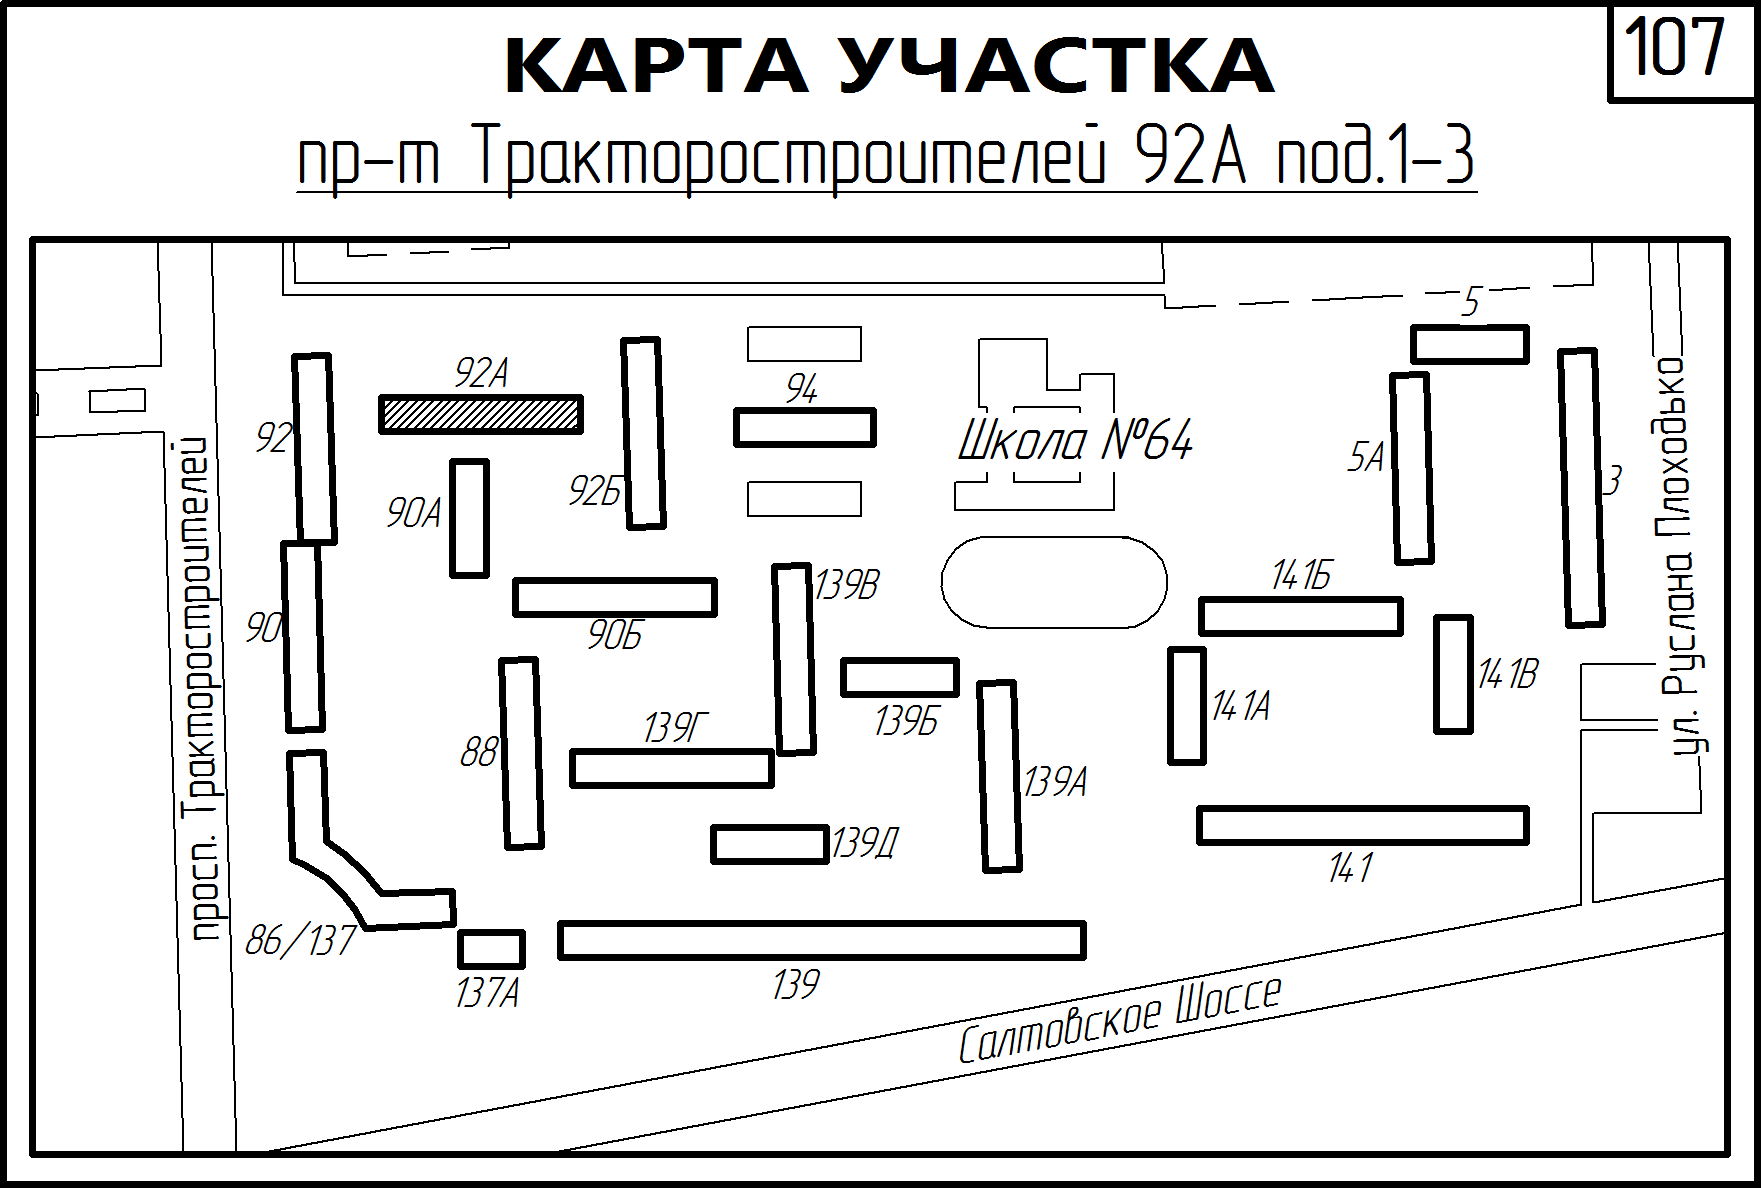 КАРТА УЧАСТКА
107
пр-т Тракторостроителей 92А под.1-3
5
92А
94
92
Школа №64
5А
3
90А
92Б
просп. Тракторостроителей
ул. Руслана Плоходько
139В
141Б
90
90Б
141В
141А
139Б
139Г
88
139А
139Д
141
86/137
137А
139
Салтовское Шоссе